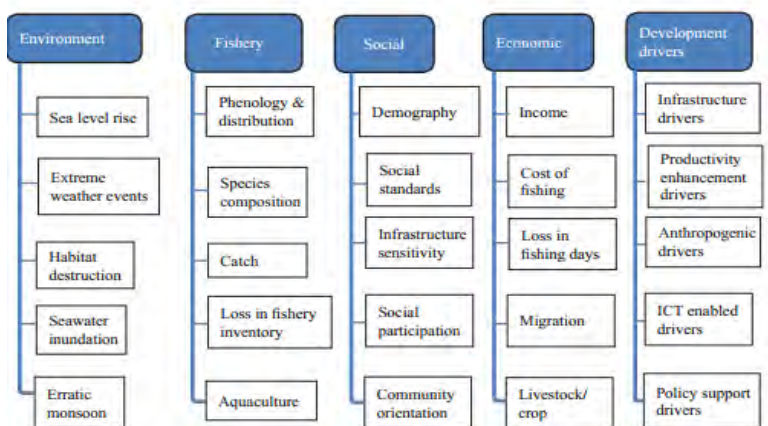 Environment
Sea level rise
Extreme
weather events
Habitat
destruction
Seawater
inundation
Erratic
monsoon
Fishery
Phenology &
distribution
Species
composition
Catch
Loss in fishery
inventory
Aquaculture
Social
Demography
Social
standards
Infrastructure
sensitivity
Social
participation
Community
orientation
Economic
Income
Cost of
fishing
Loss in
fishing days
Migration
Livestock/
crop
Development
drivers
Infrastructure
drivers
Productivity
enhancement
drivers
Anthropogenic
drivers
ICT enabled
drivers
Policy support
drivers